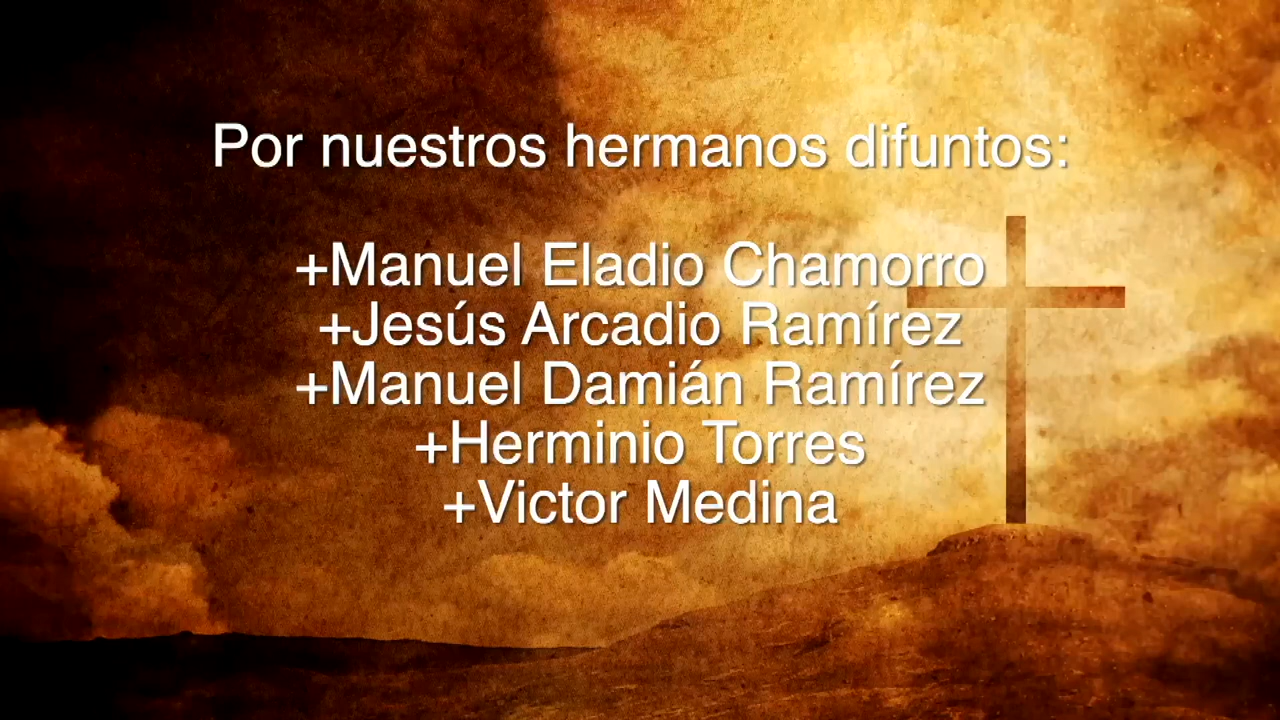 Por nuestros hermanos difuntos:
+Manuel Eladio Chamorro
+Jesús Arcadio Ramírez
+Manuel Damián Ramírez
+Herminio Torres
+Victor Medina